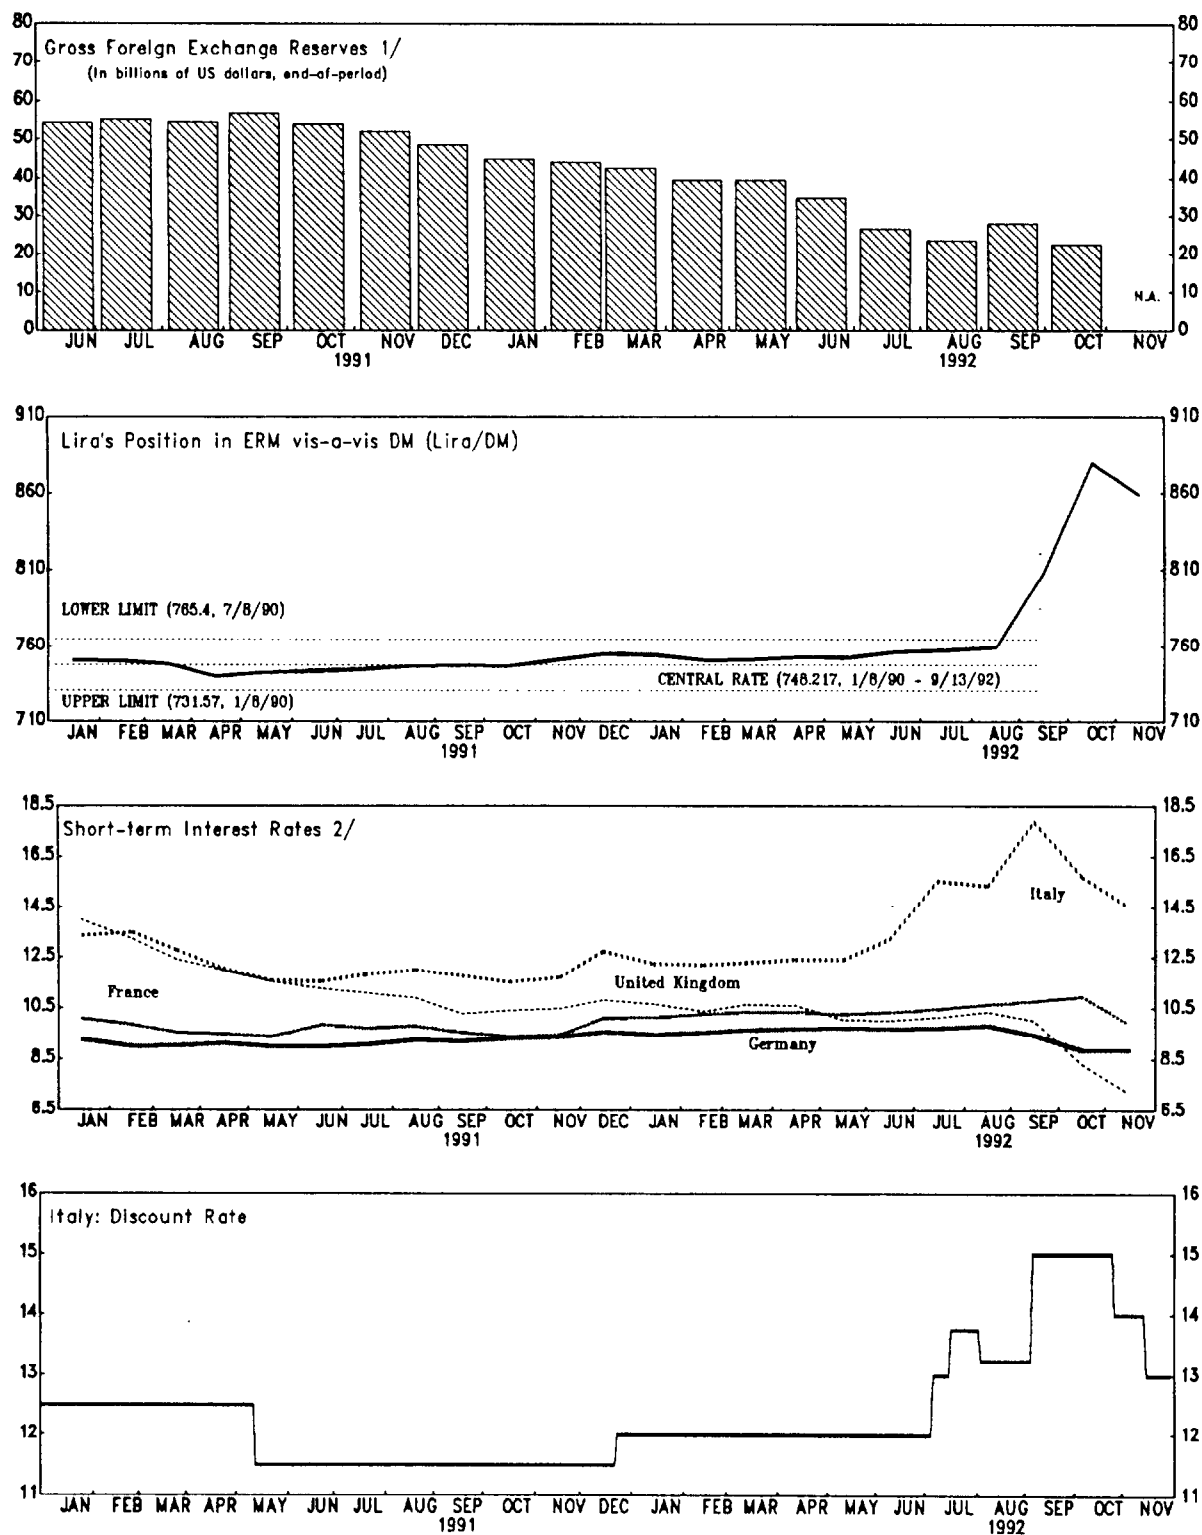 80 80
Gross Foreign Exchange Reserves 1/
70 70
(In billions of US dollars, end-of-period)
60 60
50 50
40 40
30 30
20 20
10 N.A. 10
0 0
JUN JUL AUG SEP OCT NOV DEC JAN FEB MAR APR MAY JUN JUL AUG SEP OCT NOV
1991 1992
910 910
Lira's Position in ERM vis-a-vis DM (Lira/DM)
860 860
810 810
LOWER LIMIT (765.4, 7/8/90)
760 760
CENTRAL RATE (748.217, 1/8/90 - 9/13/92)
UPPER LIMIT (731.57, 1/8/90)
710 710
JAN FEB MAR APR MAY JUN JUL AUG SEP OCT NOV DEC JAN FEB MAR APR MAY JUN JUL AUG SEP OCT NOV
1991 1992
18.5 18.5
Short-term Interest Rates 2/
16.5 16.5
Italy
14.5 14.5
12.5 12.5
United Kingdom
France
10.5 10.5
Germany
8.5 8.5
6.5 6.5
JAN FEB MAR APR MAY JUN JUL AUG SEP OCT NOV DEC JAN FEB MAR APR MAY JUN JUL AUG SEP OCT NOV
1991 1992
16 16
Italy: Discount Rate
15 15
14 14
13 13
12 12
11 11
JAN FEB MAR APR MAY JUN JUL AUG SEP OCT NOV DEC JAN FEB MAR APR MAY JUN JUL AUG SEP OCT NOV
1991 1992